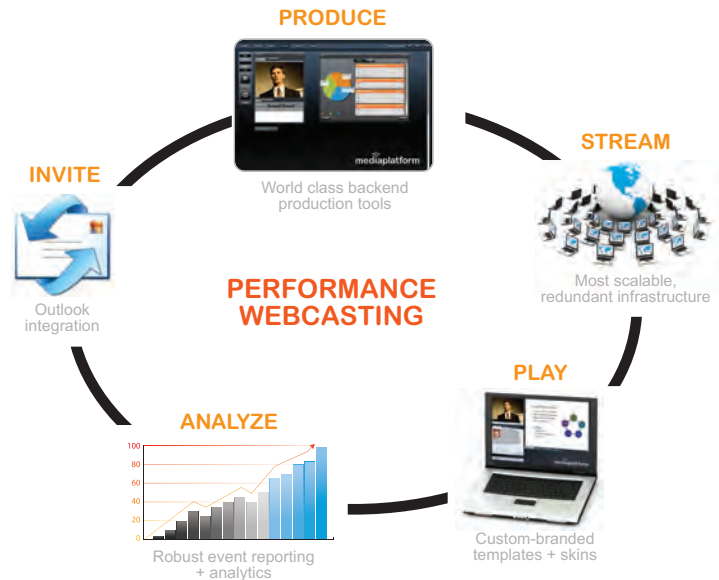 PRODUCE
mediaplatform
World class backend
production tools
STREAM
Most scalable,
redundant infrastructure
INVITE
Outlook
integration
PERFORMANCE
WEBCASTING
PLAY
Custom-branded
templates + skins
ANALYZE
100
80
60
40
20
0
Robust event reporting
+ analytics